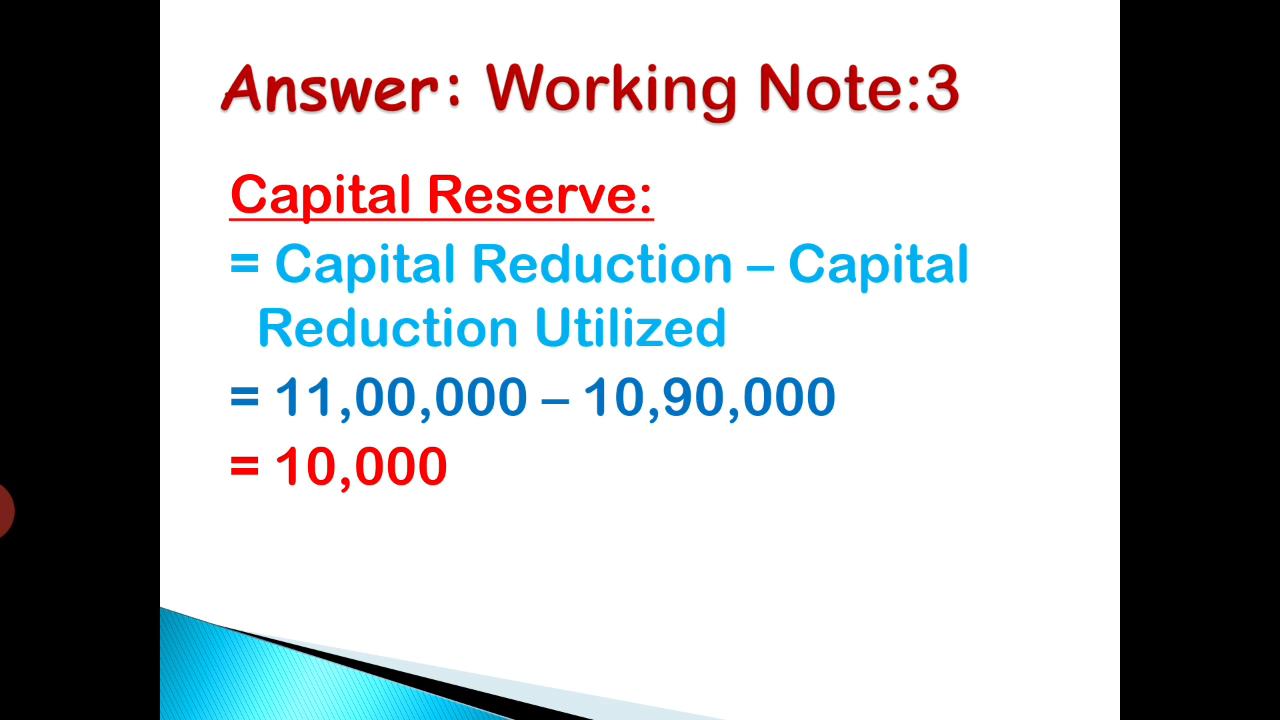 Answer: Working Note:3
Capital Reserve:
= Capital Reduction – Capital
Reduction Utilized
= 11,00,000 – 10,90,000
= 10,000